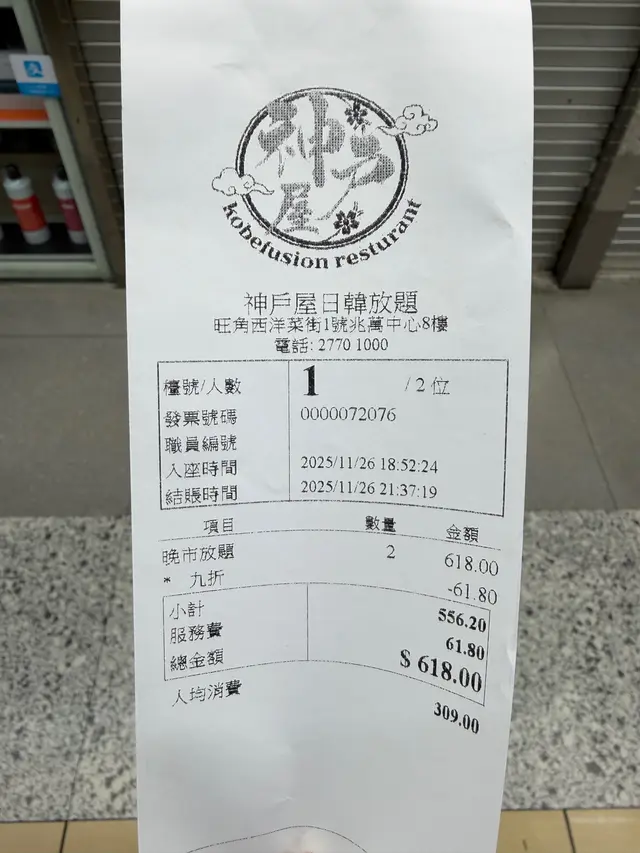 神戶屋
kobefusion resturant
神戶屋日韓放題
旺角西洋菜街1號兆萬中心8樓
電話: 2770 1000
檯號/人數 1 / 2 位
發票號碼 0000072076
職員編號
入座時間 2025/11/26 18:52:24
結賬時間 2025/11/26 21:37:19
項目 數量 金額
晚市放題 2 618.00
* 九折 -61.80
小計 556.20
服務費 61.80
總金額 $ 618.00
人均消費 309.00